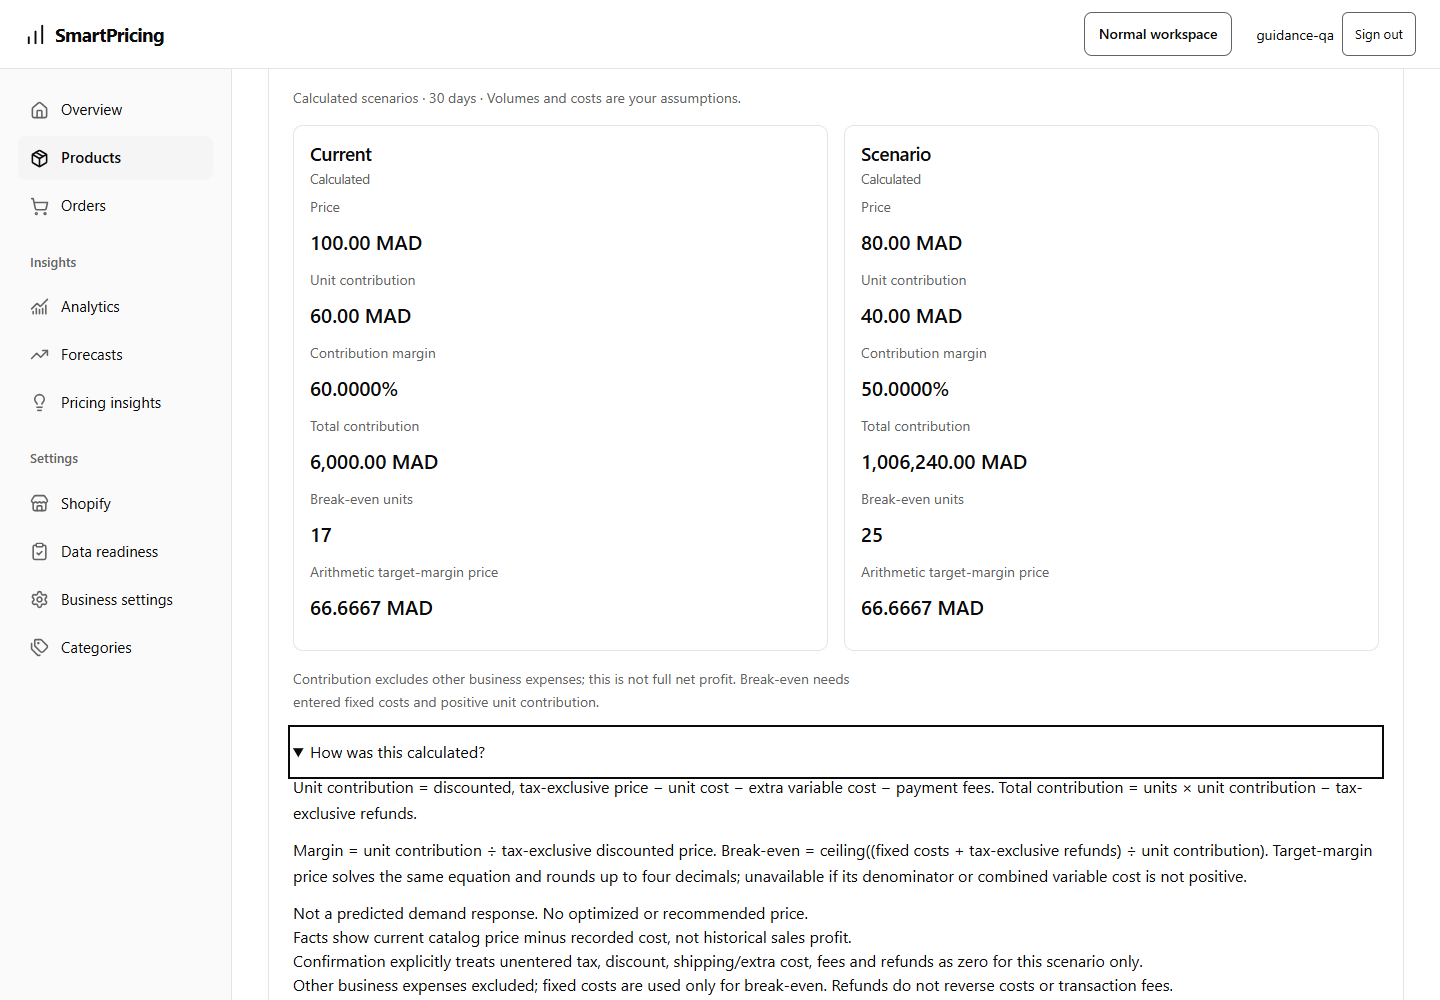 SmartPricing
Normal workspace
guidance-qa
Sign out
Overview
Products
Orders
Insights
Analytics
Forecasts
Pricing insights
Settings
Shopify
Data readiness
Business settings
Categories
Calculated scenarios · 30 days · Volumes and costs are your assumptions.
Current
Calculated
Price
100.00 MAD
Unit contribution
60.00 MAD
Contribution margin
60.0000%
Total contribution
6,000.00 MAD
Break-even units
17
Arithmetic target-margin price
66.6667 MAD
Scenario
Calculated
Price
80.00 MAD
Unit contribution
40.00 MAD
Contribution margin
50.0000%
Total contribution
1,006,240.00 MAD
Break-even units
25
Arithmetic target-margin price
66.6667 MAD
Contribution excludes other business expenses; this is not full net profit. Break-even needs
entered fixed costs and positive unit contribution.
How was this calculated?
Unit contribution = discounted, tax-exclusive price − unit cost − extra variable cost − payment fees. Total contribution = units × unit contribution − tax-
exclusive refunds.
Margin = unit contribution ÷ tax-exclusive discounted price. Break-even = ceiling((fixed costs + tax-exclusive refunds) ÷ unit contribution). Target-margin
price solves the same equation and rounds up to four decimals; unavailable if its denominator or combined variable cost is not positive.
Not a predicted demand response. No optimized or recommended price.
Facts show current catalog price minus recorded cost, not historical sales profit.
Confirmation explicitly treats unentered tax, discount, shipping/extra cost, fees and refunds as zero for this scenario only.
Other business expenses excluded; fixed costs are used only for break-even. Refunds do not reverse costs or transaction fees.